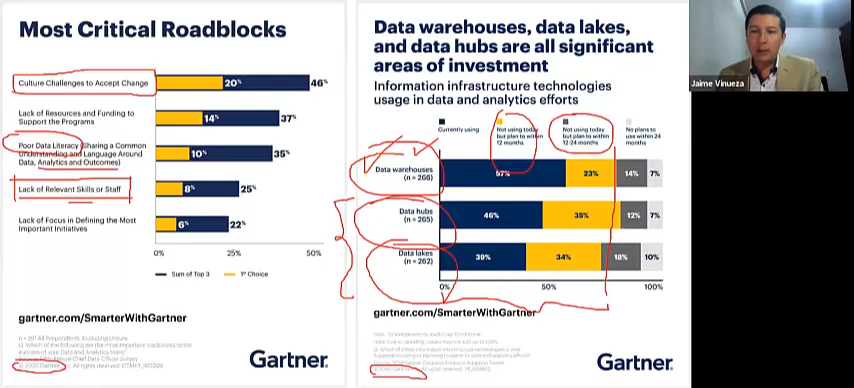 Most Critical Roadblocks
Culture Challenges to Accept Change
20%
46%
Lack of Resources and Funding to
Support the Programs
14%
37%
Poor Data Literacy (Sharing a Common
Understanding and Language Around
Data, Analytics and Outcomes)
10%
35%
Lack of Relevant Skills or Staff
8%
25%
Lack of Focus in Defining the Most
Important Initiatives
6%
22%
0%
25%
50%
Sum of Top 3
1st Choice
gartner.com/SmarterWithGartner
© 2020 Gartner
Gartner.
Data warehouses, data lakes,
and data hubs are all significant
areas of investment
Information infrastructure technologies
usage in data and analytics efforts
Currently using
Not using today
but plan to within
12 months
Not using today
but plan to within
12-24 months
No plans to
use within 24
months
Data warehouses
(n = 266)
57%
23%
14%
7%
Data hubs
(n = 265)
46%
35%
12%
7%
Data lakes
(n = 262)
39%
34%
18%
10%
0%
50%
100%
gartner.com/SmarterWithGartner
Gartner.
Jaime Vinueza